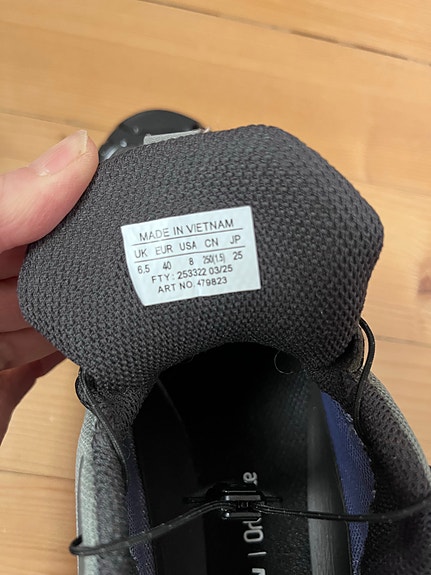 MADE IN VIETNAM
UK EUR USA CN JP
6.5 40 8 250(1.5) 25
FTY: 253322 03/25
ART NO. 479823